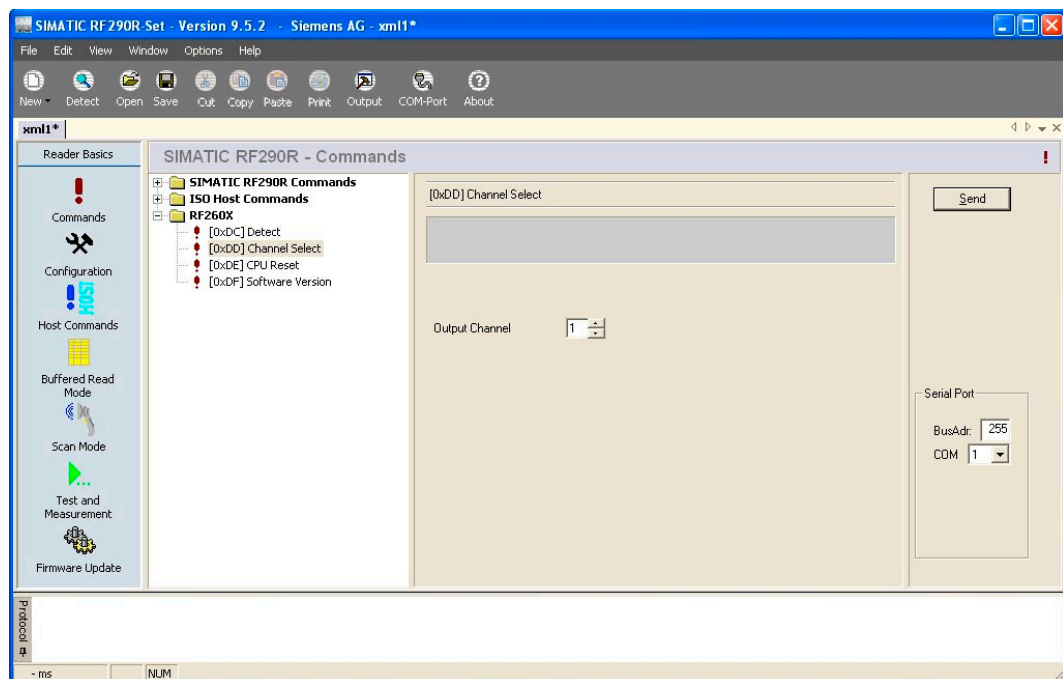 SIMATIC RF290R-Set - Version 9.5.2 - Siemens AG - xml1*
File Edit View Window Options Help
New Detect Open Save Cut Copy Paste Print Output COM-Port About
xml1*
Reader Basics
Commands
Configuration
ISOH
Host Commands
Buffered Read
Mode
Scan Mode
Test and
Measurement
Firmware Update
SIMATIC RF290R - Commands
SIMATIC RF290R Commands
ISO Host Commands
RF260X
[0xDC] Detect
[0xDD] Channel Select
[0xDE] CPU Reset
[0xDF] Software Version
[0xDD] Channel Select
Output Channel 1
Send
Serial Port
BusAdr: 255
COM 1
Protocol
- ms NUM